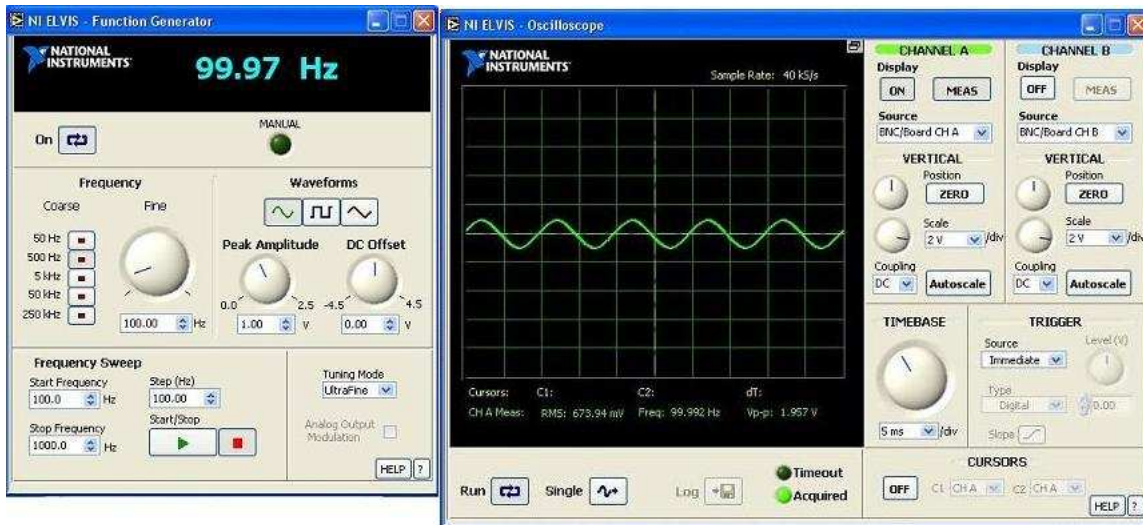 NI ELVIS - Function Generator
NATIONAL
INSTRUMENTS
99.97 Hz
MANUAL
On
Frequency
Coarse
Fine
50 Hz
500 Hz
5 kHz
50 kHz
250 kHz
100.00 Hz
Waveforms
Peak Amplitude
DC Offset
0.0
2.5
-4.5
4.5
1.00 V
0.00 V
Frequency Sweep
Start Frequency
Step (Hz)
100.0 Hz
100.00
Stop Frequency
Start/Stop
1000.0 Hz
Tuning Mode
UltraFine
Analog Output
Modulation
HELP ?
NI ELVIS - Oscilloscope
NATIONAL
INSTRUMENTS
Sample Rate: 40 kS/s
Cursors: C1: C2: dT:
CH A Meas: RMS: 673.94 mV Freq: 99.992 Hz Vp-p: 1.957 V
Run
Single
Log
Timeout
Acquired
CHANNEL A
Display
ON MEAS
Source
BNC/Board CH A
VERTICAL
Position
ZERO
Scale
2 V /div
Coupling
DC Autoscale
CHANNEL B
Display
OFF MEAS
Source
BNC/Board CH B
VERTICAL
Position
ZERO
Scale
2 V /div
Coupling
DC Autoscale
TIMEBASE
5 ms /div
TRIGGER
Source
Level (V)
Immediate
Type
Digital
0.00
Slope
CURSORS
OFF C1 CH A C2 CH A
HELP ?